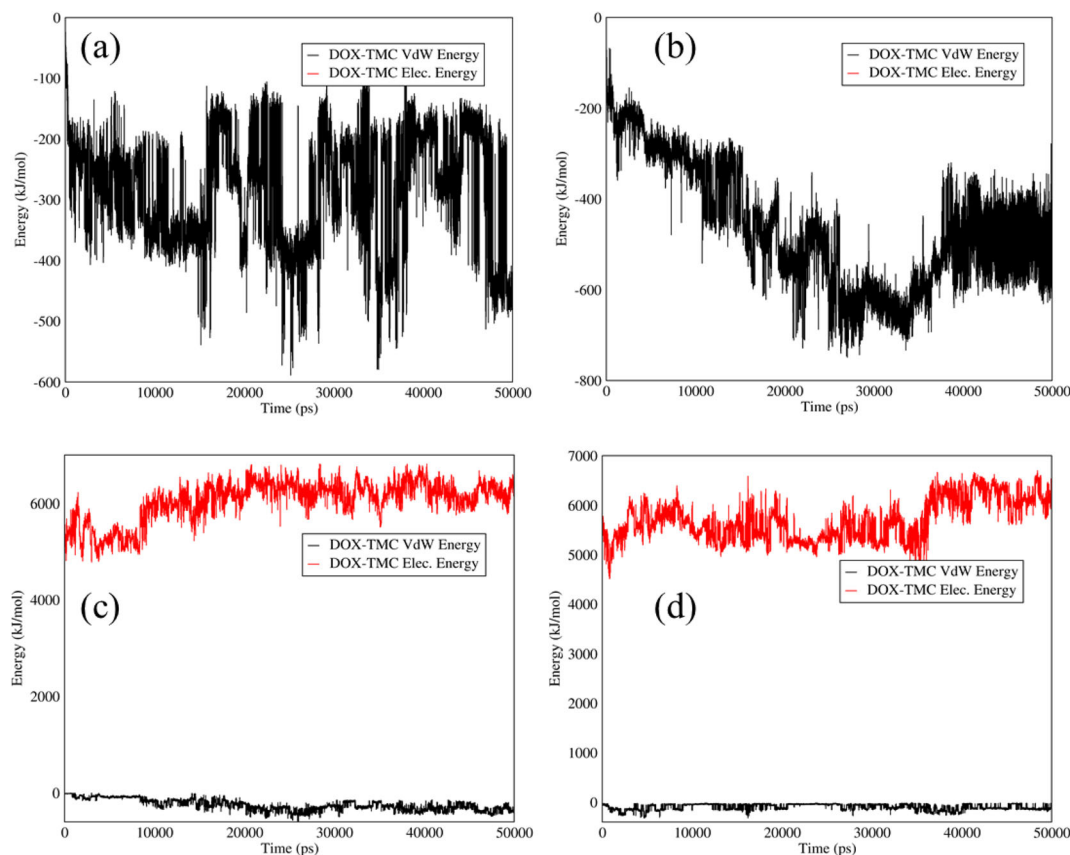 (a)
DOX-TMC VdW Energy
DOX-TMC Elec. Energy
Energy (kJ/mol)
0
-100
-200
-300
-400
-500
-600
0 10000 20000 30000 40000 50000
Time (ps)
(b)
DOX-TMC VdW Energy
DOX-TMC Elec. Energy
Energy (kJ/mol)
0
-200
-400
-600
-800
0 10000 20000 30000 40000 50000
Time (ps)
(c)
DOX-TMC VdW Energy
DOX-TMC Elec. Energy
Energy (kJ/mol)
6000
4000
2000
0
0 10000 20000 30000 40000 50000
Time (ps)
(d)
DOX-TMC VdW Energy
DOX-TMC Elec. Energy
Energy (kJ/mol)
7000
6000
5000
4000
3000
2000
1000
0
0 10000 20000 30000 40000 50000
Time (ps)